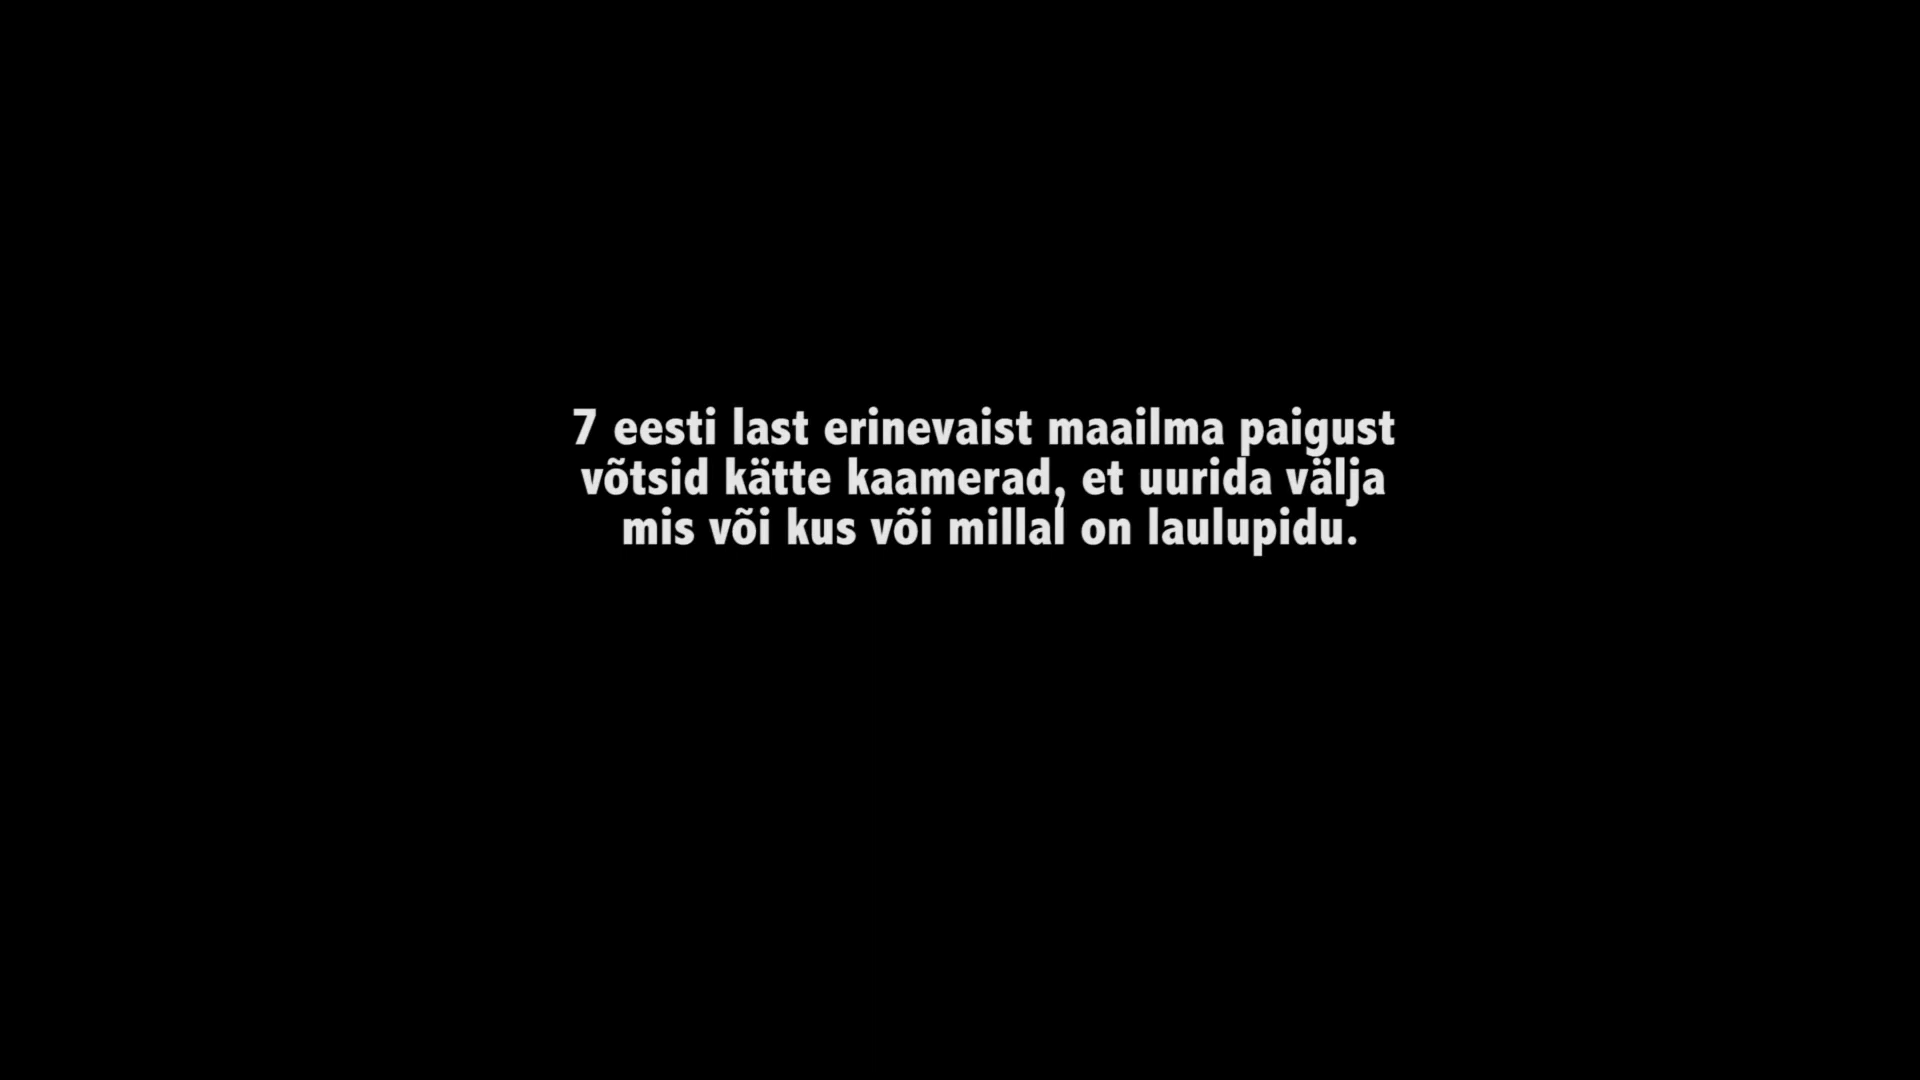 7 eesti last erinevaist maailma paigust
võtsid kätte kaamerad, et uurida välja
mis või kus või millal on laulupidu.